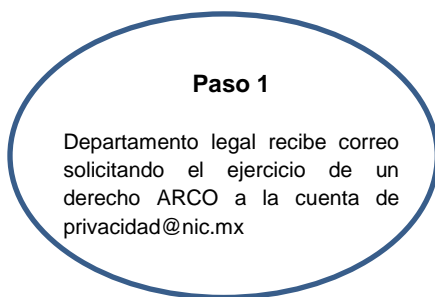 Paso 1
Departamento legal recibe correo
solicitando el ejercicio de un
derecho ARCO a la cuenta de
privacidad@nic.mx